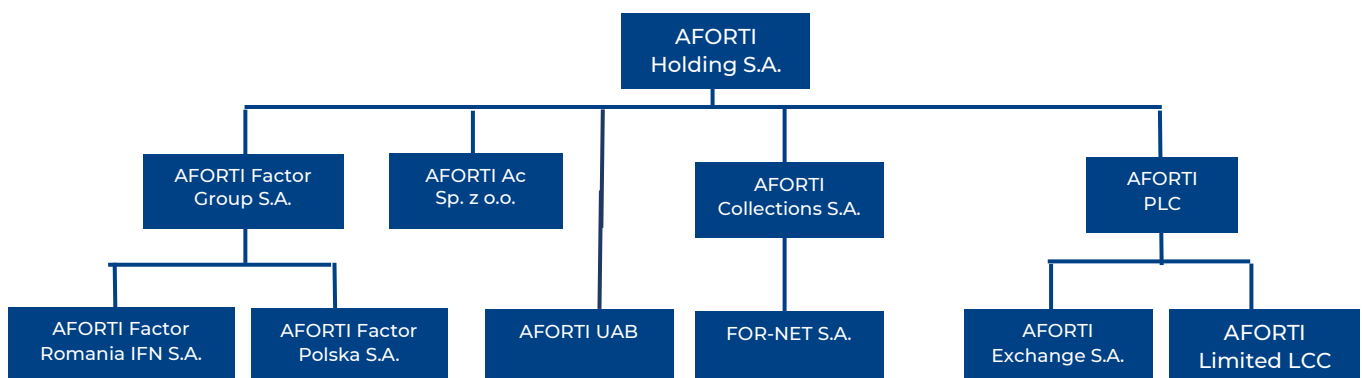 AFORTI
Holding S.A.
AFORTI Factor
Group S.A.
AFORTI Ac
Sp. z o.o.
AFORTI
Collections S.A.
AFORTI
PLC
AFORTI Factor
Romania IFN S.A.
AFORTI Factor
Polska S.A.
AFORTI UAB
FOR-NET S.A.
AFORTI
Exchange S.A.
AFORTI
Limited LCC